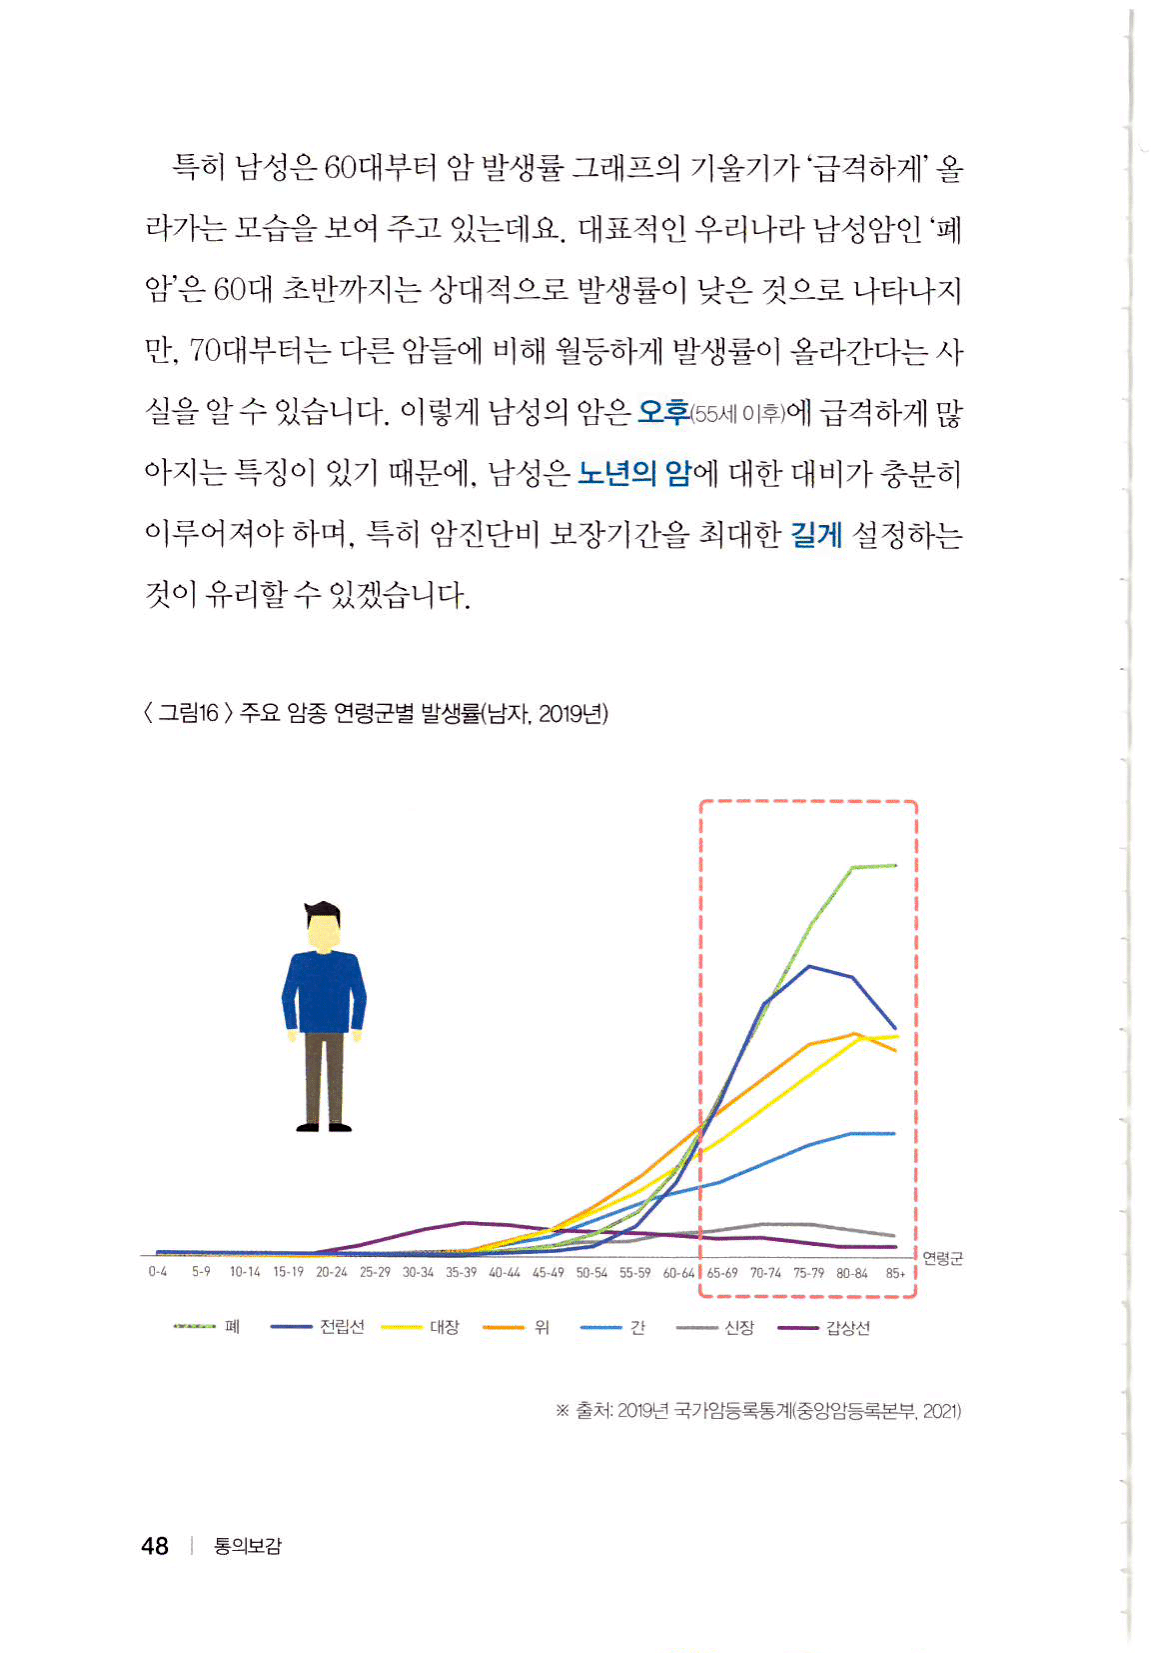 특히 남성은 60대부터 암 발생률 그래프의 기울기가 ‘급격하게’ 올
라가는 모습을 보여 주고 있는데요. 대표적인 우리나라 남성암인 ‘폐
암’은 60대 초반까지는 상대적으로 발생률이 낮은 것으로 나타나지
만, 70대부터는 다른 암들에 비해 월등하게 발생률이 올라간다는 사
실을 알 수 있습니다. 이렇게 남성의 암은 오후(55세 이후)에 급격하게 많
아지는 특징이 있기 때문에, 남성은 노년의 암에 대한 대비가 충분히
이루어져야 하며, 특히 암진단비 보장기간을 최대한 길게 설정하는
것이 유리할 수 있겠습니다.
〈 그림16 〉 주요 암종 연령군별 발생률(남자, 2019년)
연령군
0-4 5-9 10-14 15-19 20-24 25-29 30-34 35-39 40-44 45-49 50-54 55-59 60-64 65-69 70-74 75-79 80-84 85+
폐 전립선 대장 위 간 신장 갑상선
※ 출처: 2019년 국가암등록통계(중앙암등록본부, 2021)
48 | 통의보감